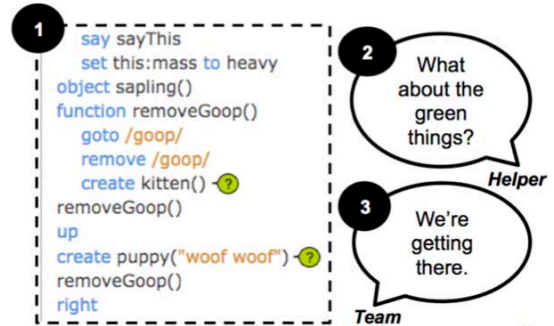 1
say sayThis
set this:mass to heavy
object sapling()
function removeGoop()
goto /goop/
remove /goop/
create kitten() ?
removeGoop()
up
create puppy("woof woof") ?
removeGoop()
right
2
What
about the
green
things?
Helper
3
We're
getting
there.
Team